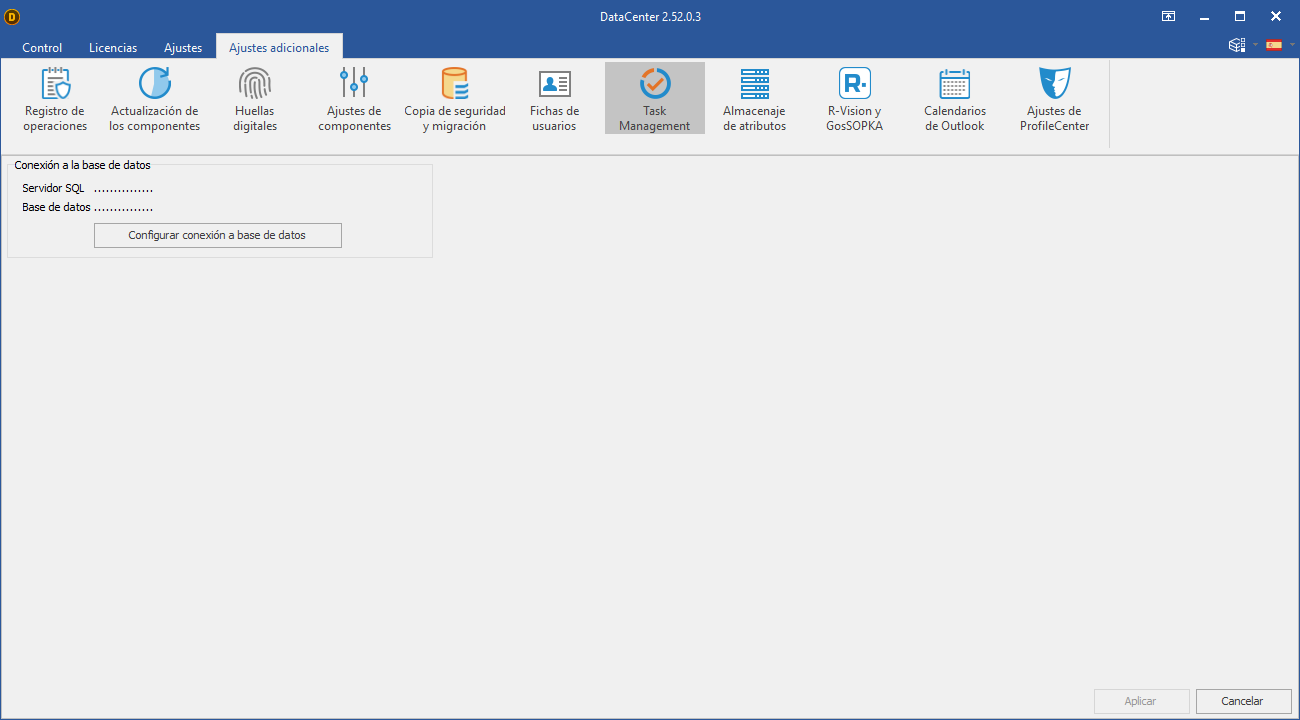 D
DataCenter 2.52.0.3
Control
Licencias
Ajustes
Ajustes adicionales
Registro de
operaciones
Actualización de
los componentes
Huellas
digitales
Ajustes de
componentes
Copia de seguridad
y migración
Fichas de
usuarios
Task
Management
Almacenaje
de atributos
R·
R-Vision y
GosSOPKA
Calendarios
de Outlook
Ajustes de
ProfileCenter
Conexión a la base de datos
Servidor SQL ...............
Base de datos ...............
Configurar conexión a base de datos
Aplicar
Cancelar